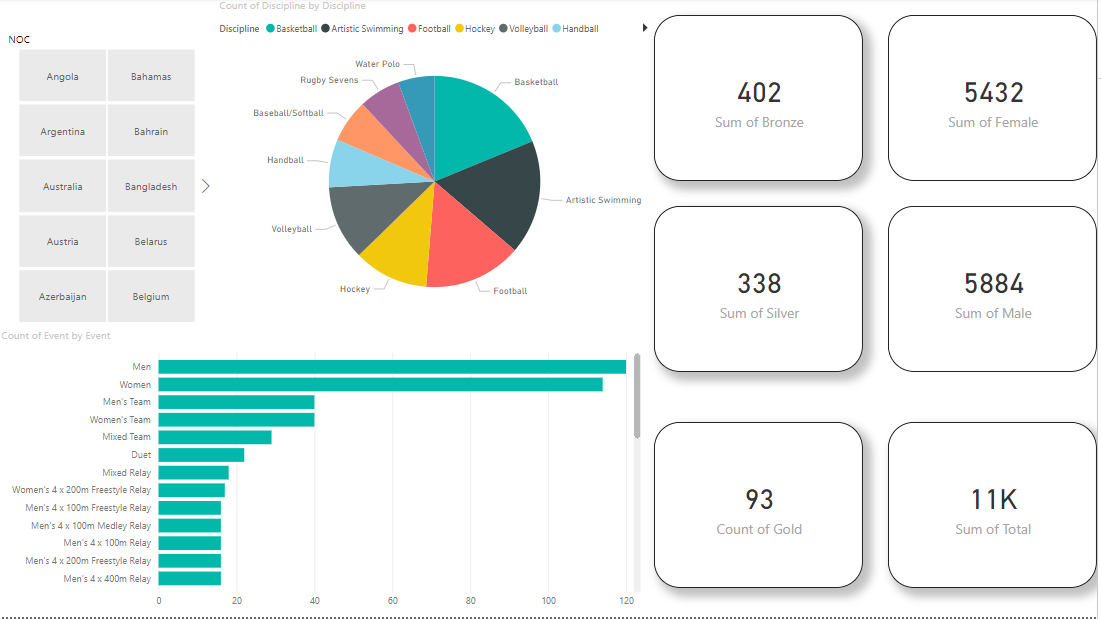 Count of Discipline by Discipline
Discipline Basketball Artistic Swimming Football Hockey Volleyball Handball
NOC
Angola Bahamas
Argentina Bahrain
Australia Bangladesh
Austria Belarus
Azerbaijan Belgium
Water Polo
Rugby Sevens
Baseball/Softball
Handball
Volleyball
Hockey
Basketball
Artistic Swimming
Football
402
Sum of Bronze
5432
Sum of Female
338
Sum of Silver
5884
Sum of Male
93
Count of Gold
11K
Sum of Total
Count of Event by Event
Men
Women
Men's Team
Women's Team
Mixed Team
Duet
Mixed Relay
Women's 4 x 200m Freestyle Relay
Men's 4 x 100m Freestyle Relay
Men's 4 x 100m Medley Relay
Men's 4 x 100m Relay
Men's 4 x 200m Freestyle Relay
Men's 4 x 400m Relay
0 20 40 60 80 100 120